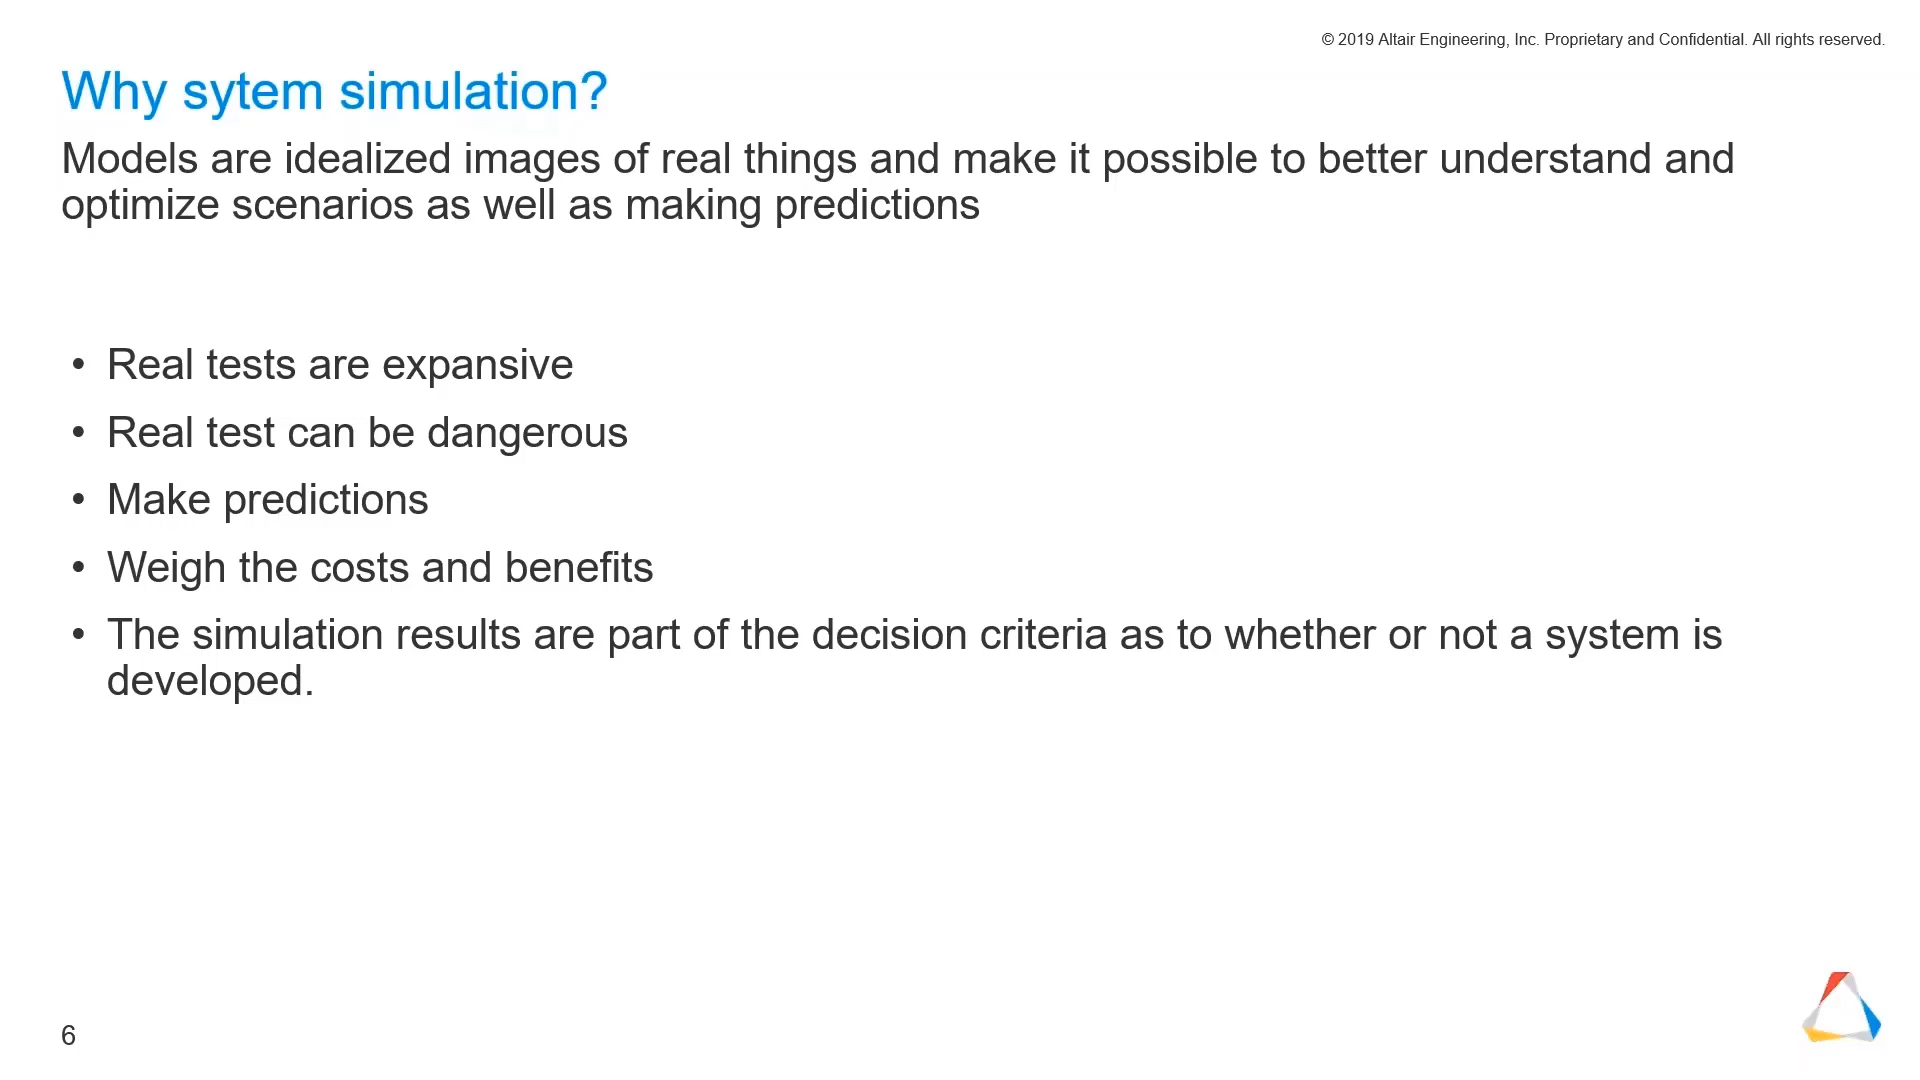 © 2019 Altair Engineering, Inc. Proprietary and Confidential. All rights reserved.
Why sytem simulation?
Models are idealized images of real things and make it possible to better understand and
optimize scenarios as well as making predictions
• Real tests are expansive
• Real test can be dangerous
• Make predictions
• Weigh the costs and benefits
• The simulation results are part of the decision criteria as to whether or not a system is
developed.
6